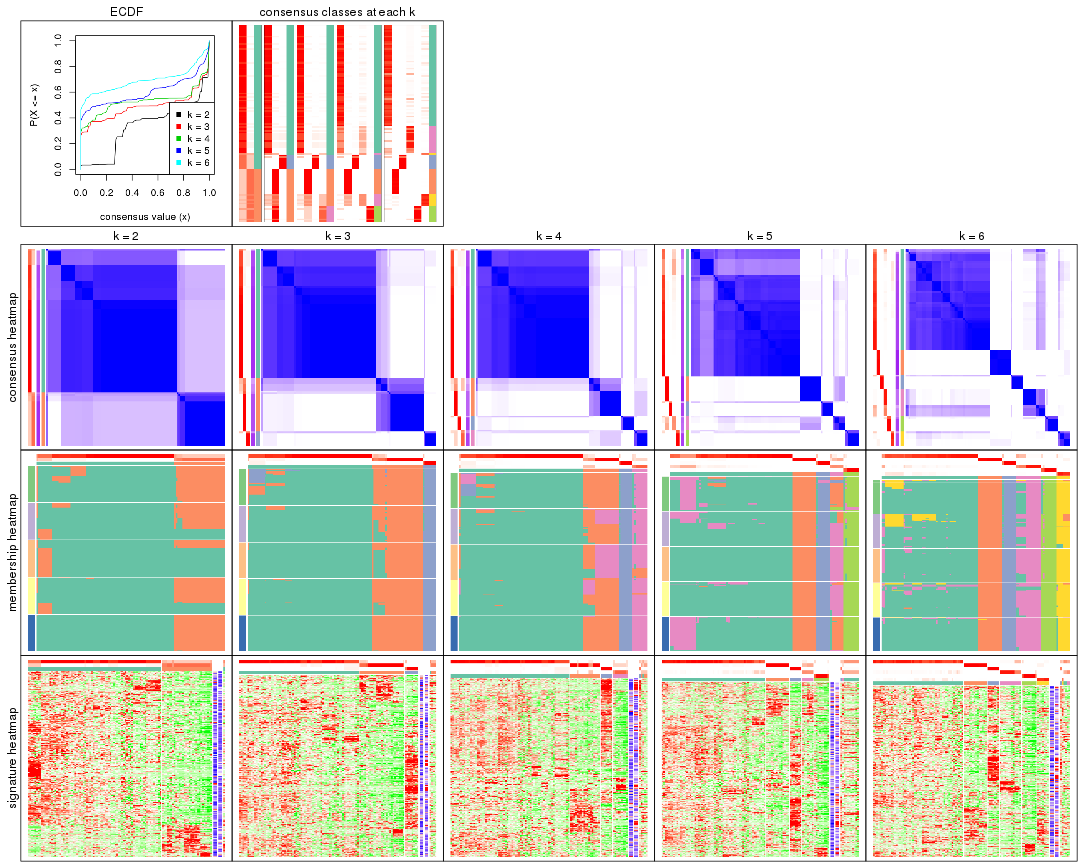 ECDF
consensus classes at each k
P(X <= x)
0.0 0.2 0.4 0.6 0.8 1.0
k = 2
k = 3
k = 4
k = 5
k = 6
0.0 0.2 0.4 0.6 0.8 1.0
consensus value (x)
k = 2 k = 3 k = 4 k = 5 k = 6
consensus heatmap
membership heatmap
signature heatmap